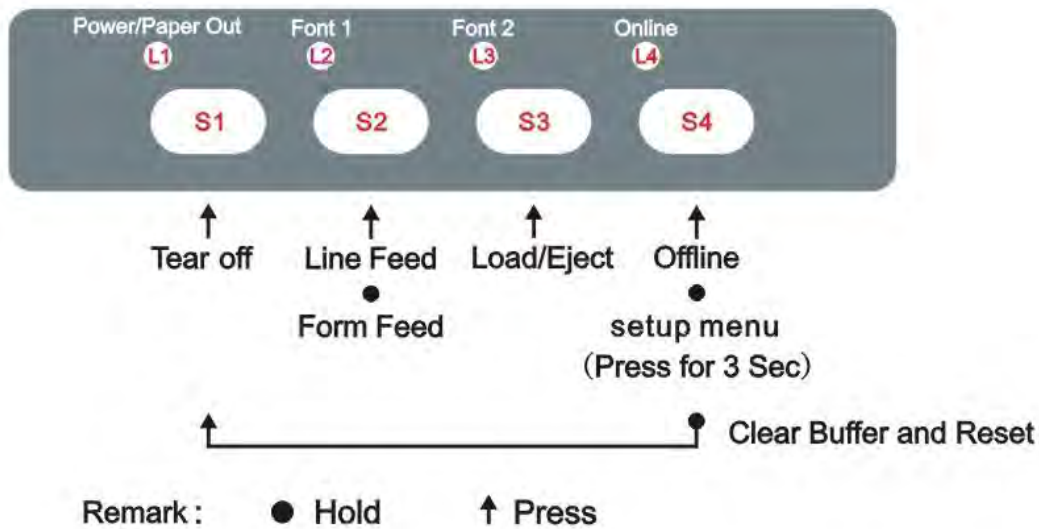 Power/Paper Out Font 1 Font 2 Online
L1 L2 L3 L4
S1 S2 S3 S4
Tear off Line Feed Load/Eject Offline
Form Feed setup menu
(Press for 3 Sec)
Clear Buffer and Reset
Remark : Hold Press